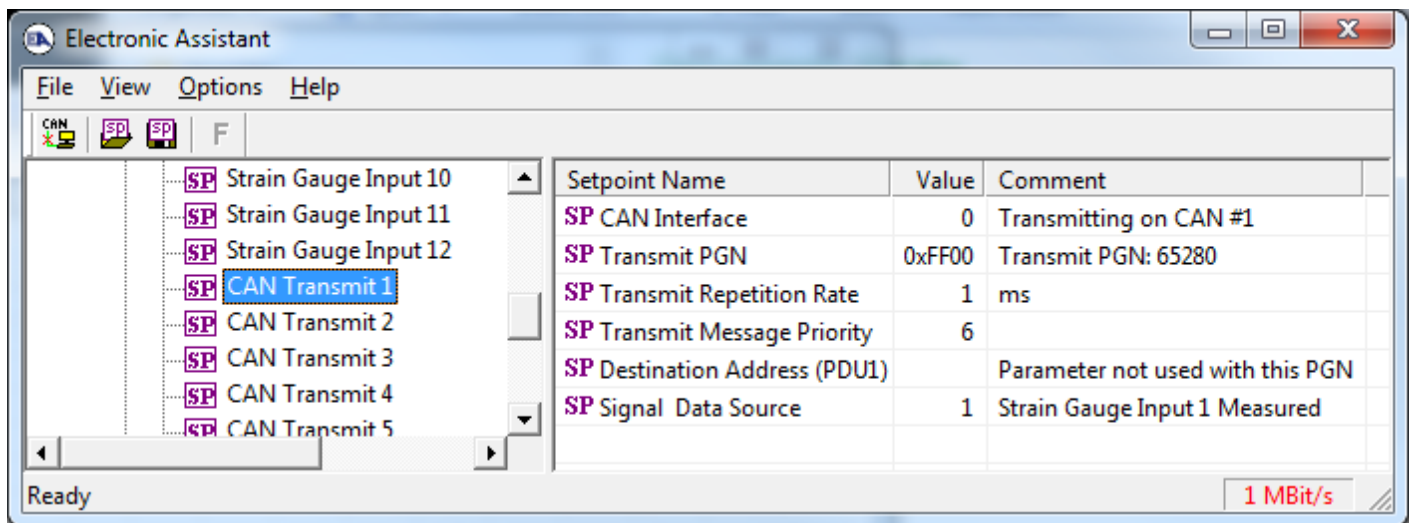 EA Electronic Assistant
File View Options Help
CAN SP SP F
SP Strain Gauge Input 10
SP Strain Gauge Input 11
SP Strain Gauge Input 12
SP CAN Transmit 1
SP CAN Transmit 2
SP CAN Transmit 3
SP CAN Transmit 4
SP CAN Transmit 5
Setpoint Name Value Comment
SP CAN Interface 0 Transmitting on CAN #1
SP Transmit PGN 0xFF00 Transmit PGN: 65280
SP Transmit Repetition Rate 1 ms
SP Transmit Message Priority 6
SP Destination Address (PDU1) Parameter not used with this PGN
SP Signal Data Source 1 Strain Gauge Input 1 Measured
Ready 1 MBit/s